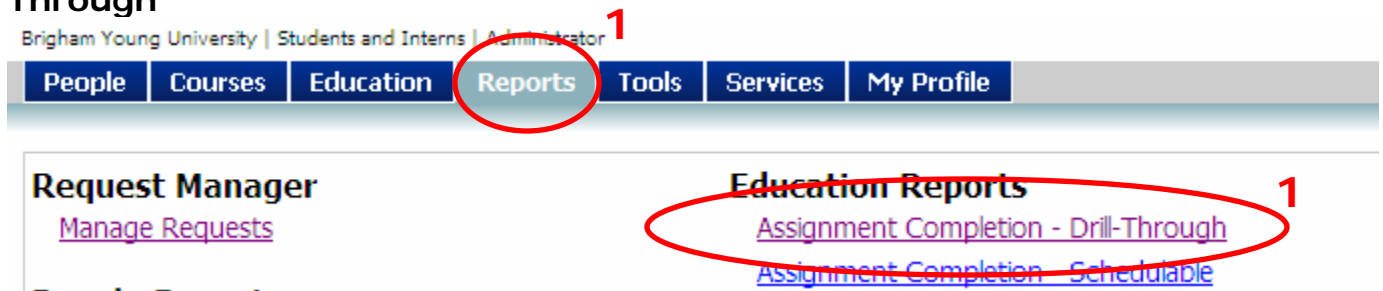 Through
1
Brigham Young University | Students and Interns | Administrator
People Courses Education Reports Tools Services My Profile
Request Manager
Manage Requests
Education Reports
1
Assignment Completion - Drill-Through
Assignment Completion - Schedulable